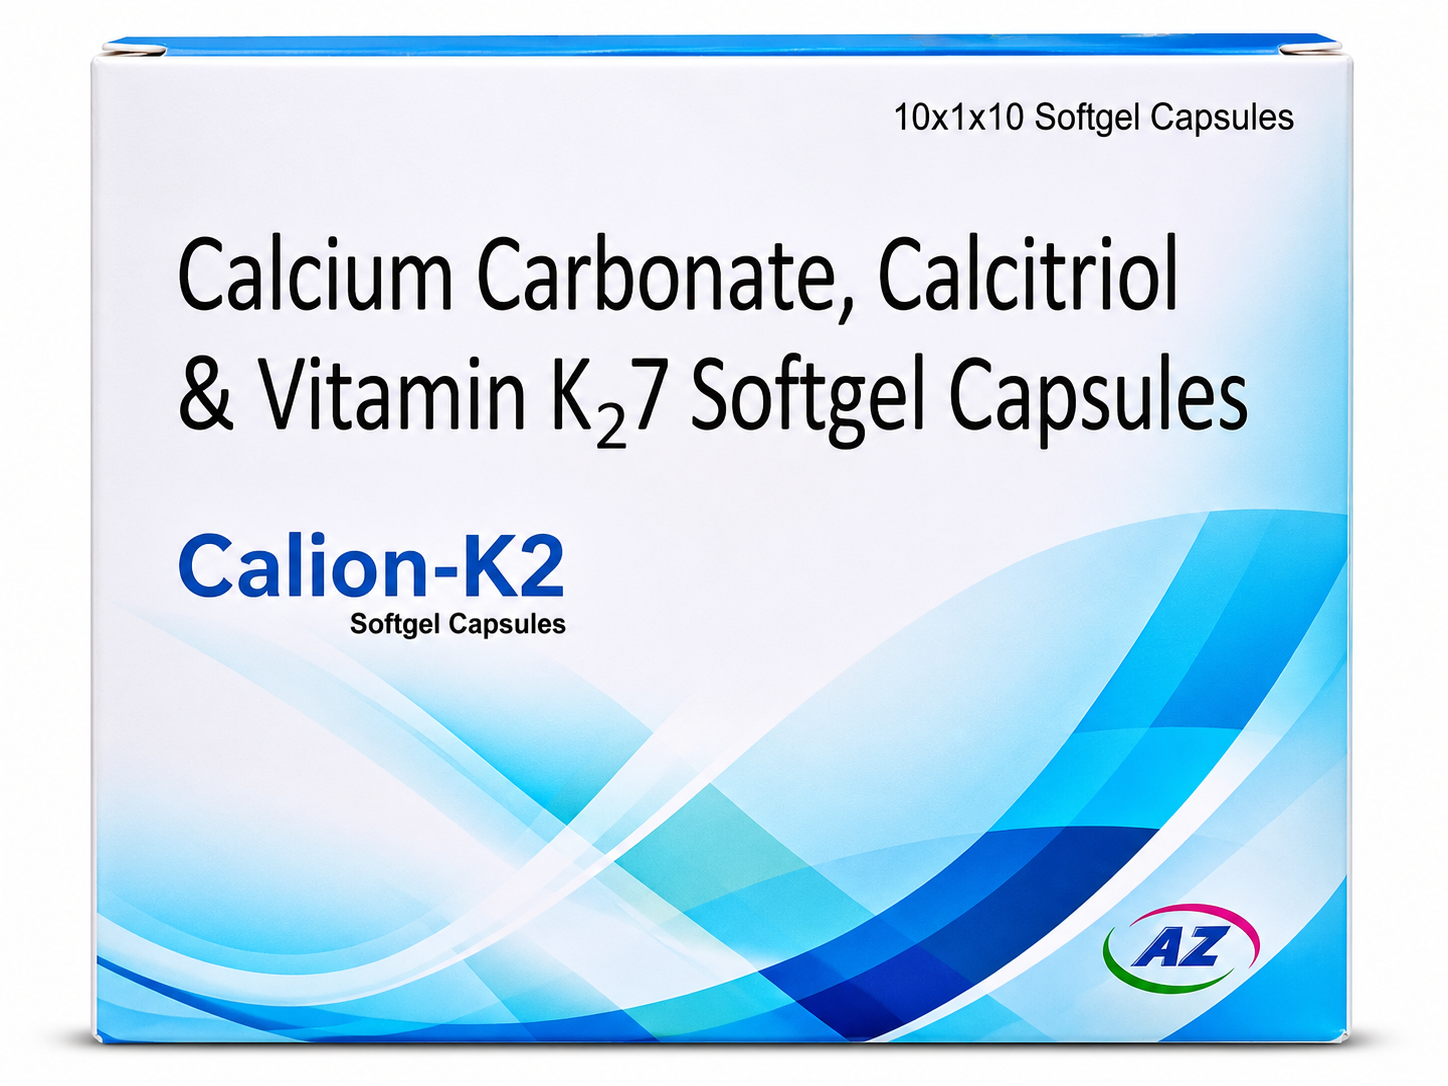 10x1x10 Softgel Capsules
Calcium Carbonate, Calcitriol
& Vitamin K₂7 Softgel Capsules
Calion-K2
Softgel Capsules
AZ